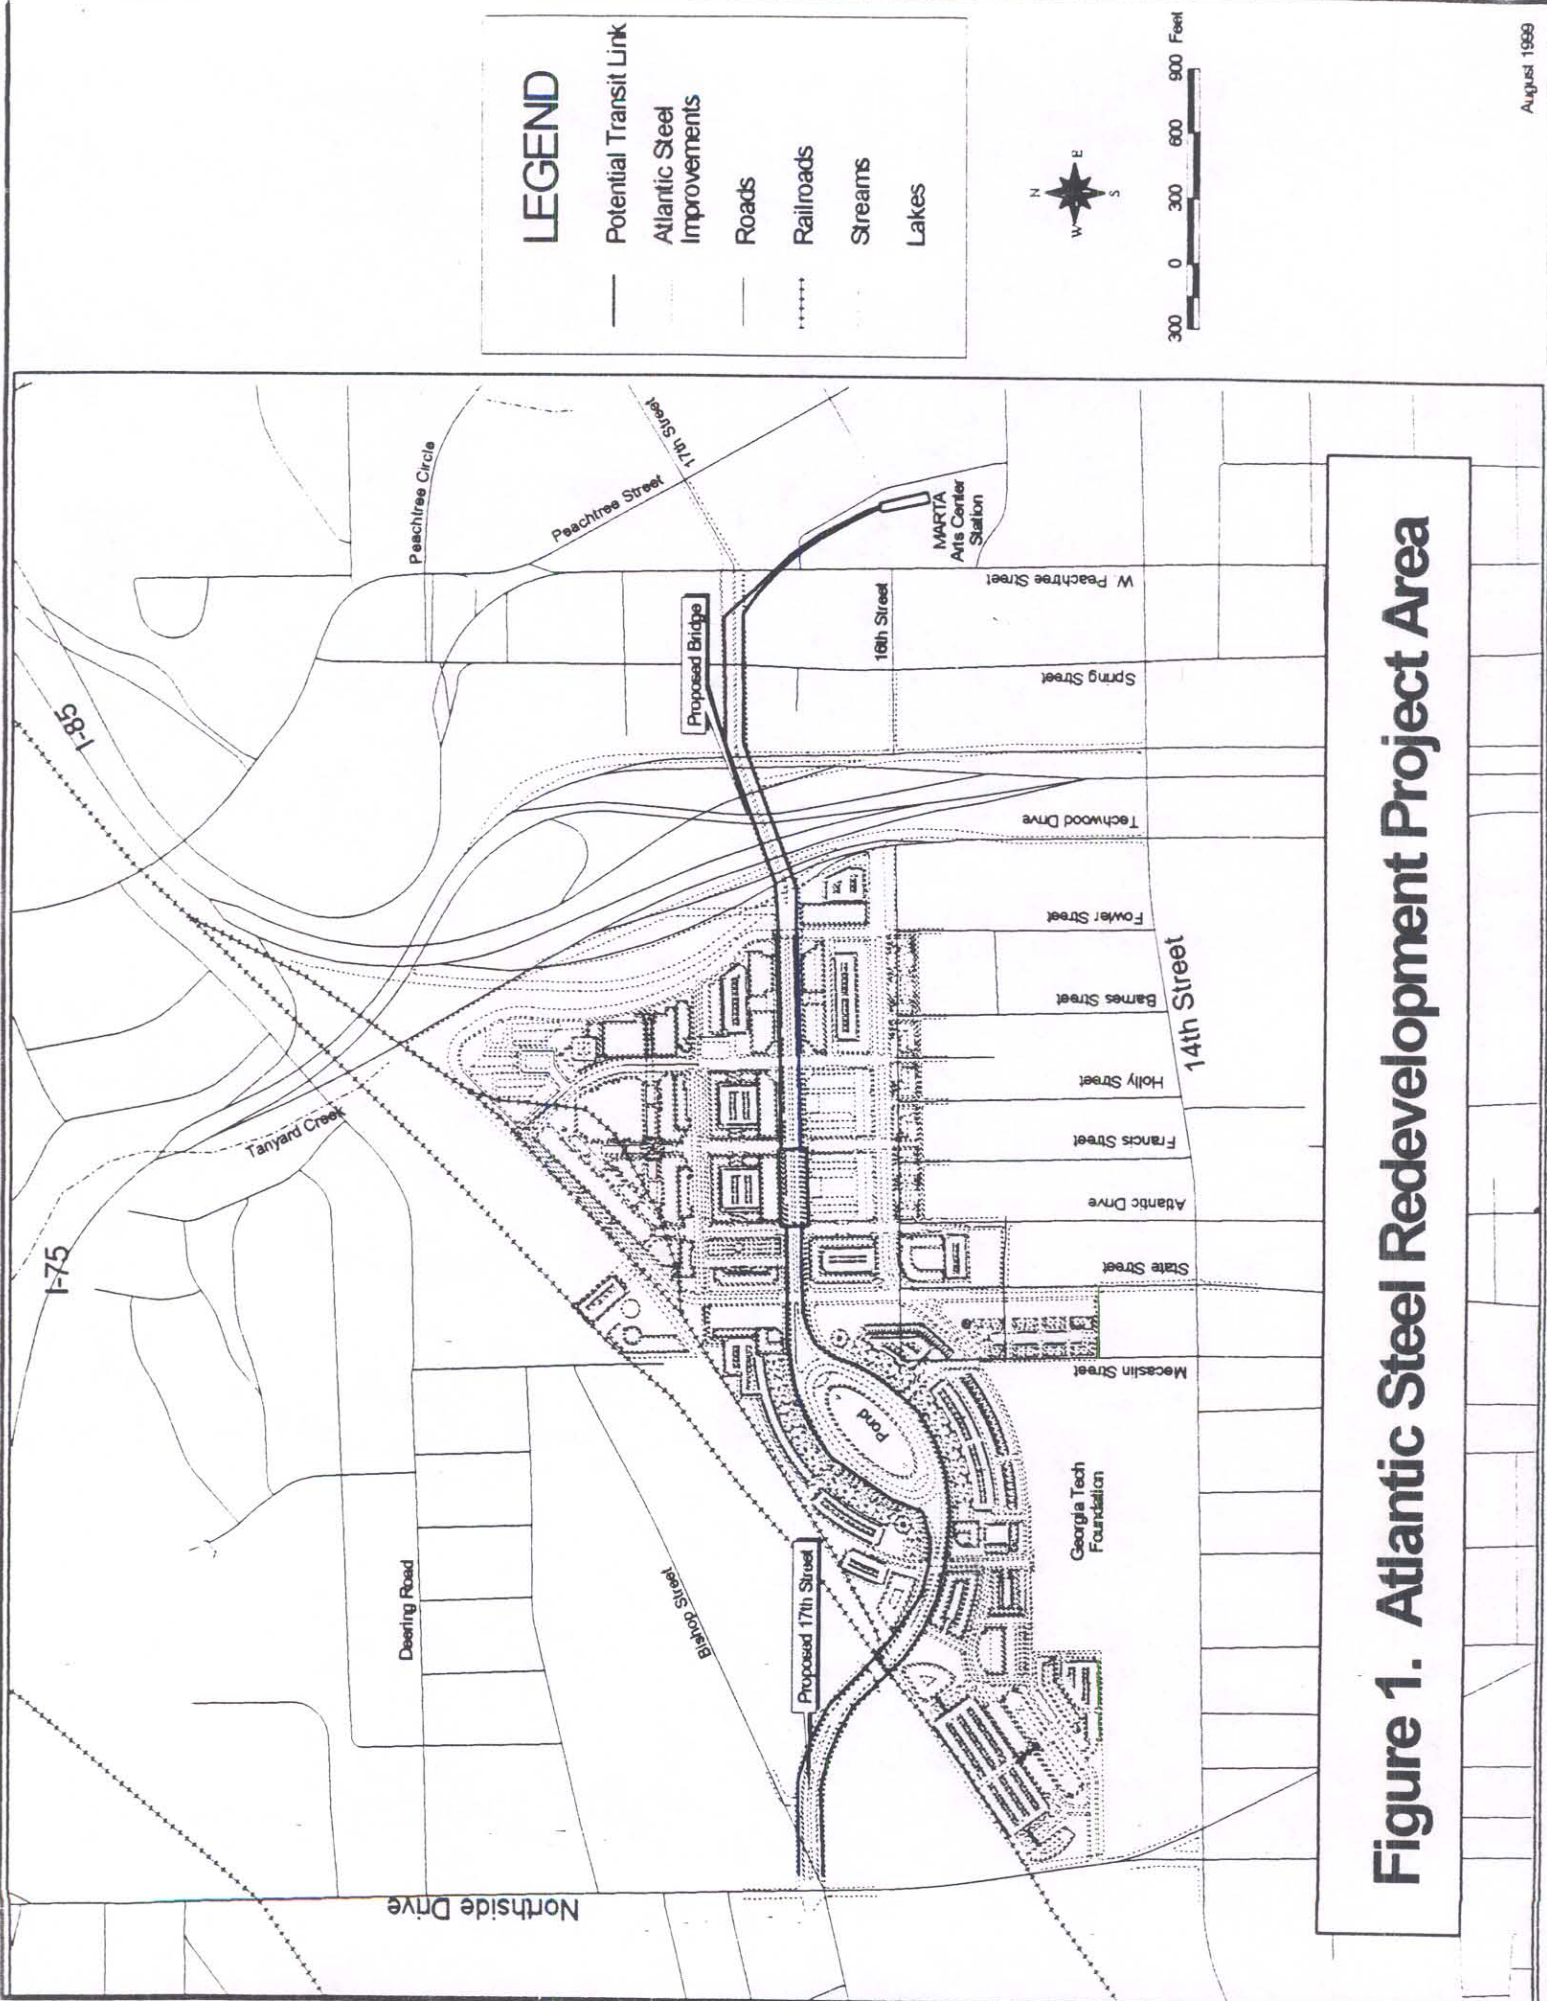 I-75
I-85
Tanyard Creek
Peachtree Circle
Peachtree Street
17th Street
Deering Road
Bishop Street
Northside Drive
Proposed 17th Street
Proposed Bridge
Pond
16th Street
MARTA
Arts Center
Station
W. Peachtree Street
Spring Street
Techwood Drive
Fowler Street
Barnes Street
Holly Street
Francis Street
Atlantic Drive
State Street
Mecaslin Street
14th Street
Georgia Tech
Foundation
LEGEND
Potential Transit Link
Atlantic Steel
Improvements
Roads
Railroads
Streams
Lakes
N
W
E
S
300 0 300 600 900 Feet
Figure 1. Atlantic Steel Redevelopment Project Area
August 1999